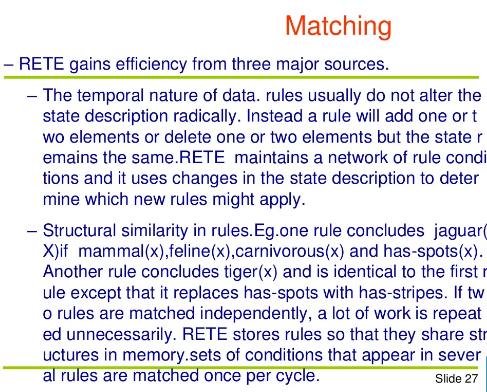 Matching
– RETE gains efficiency from three major sources.
– The temporal nature of data. rules usually do not alter the
state description radically. Instead a rule will add one or t
wo elements or delete one or two elements but the state r
emains the same.RETE  maintains a network of rule condi
tions and it uses changes in the state description to deter
mine which new rules might apply.
– Structural similarity in rules.Eg.one rule concludes  jaguar(
X)if  mammal(x),feline(x),carnivorous(x) and has-spots(x).
Another rule concludes tiger(x) and is identical to the first r
ule except that it replaces has-spots with has-stripes. If tw
o rules are matched independently, a lot of work is repeat
ed unnecessarily. RETE stores rules so that they share str
uctures in memory.sets of conditions that appear in sever
al rules are matched once per cycle.
Slide 27